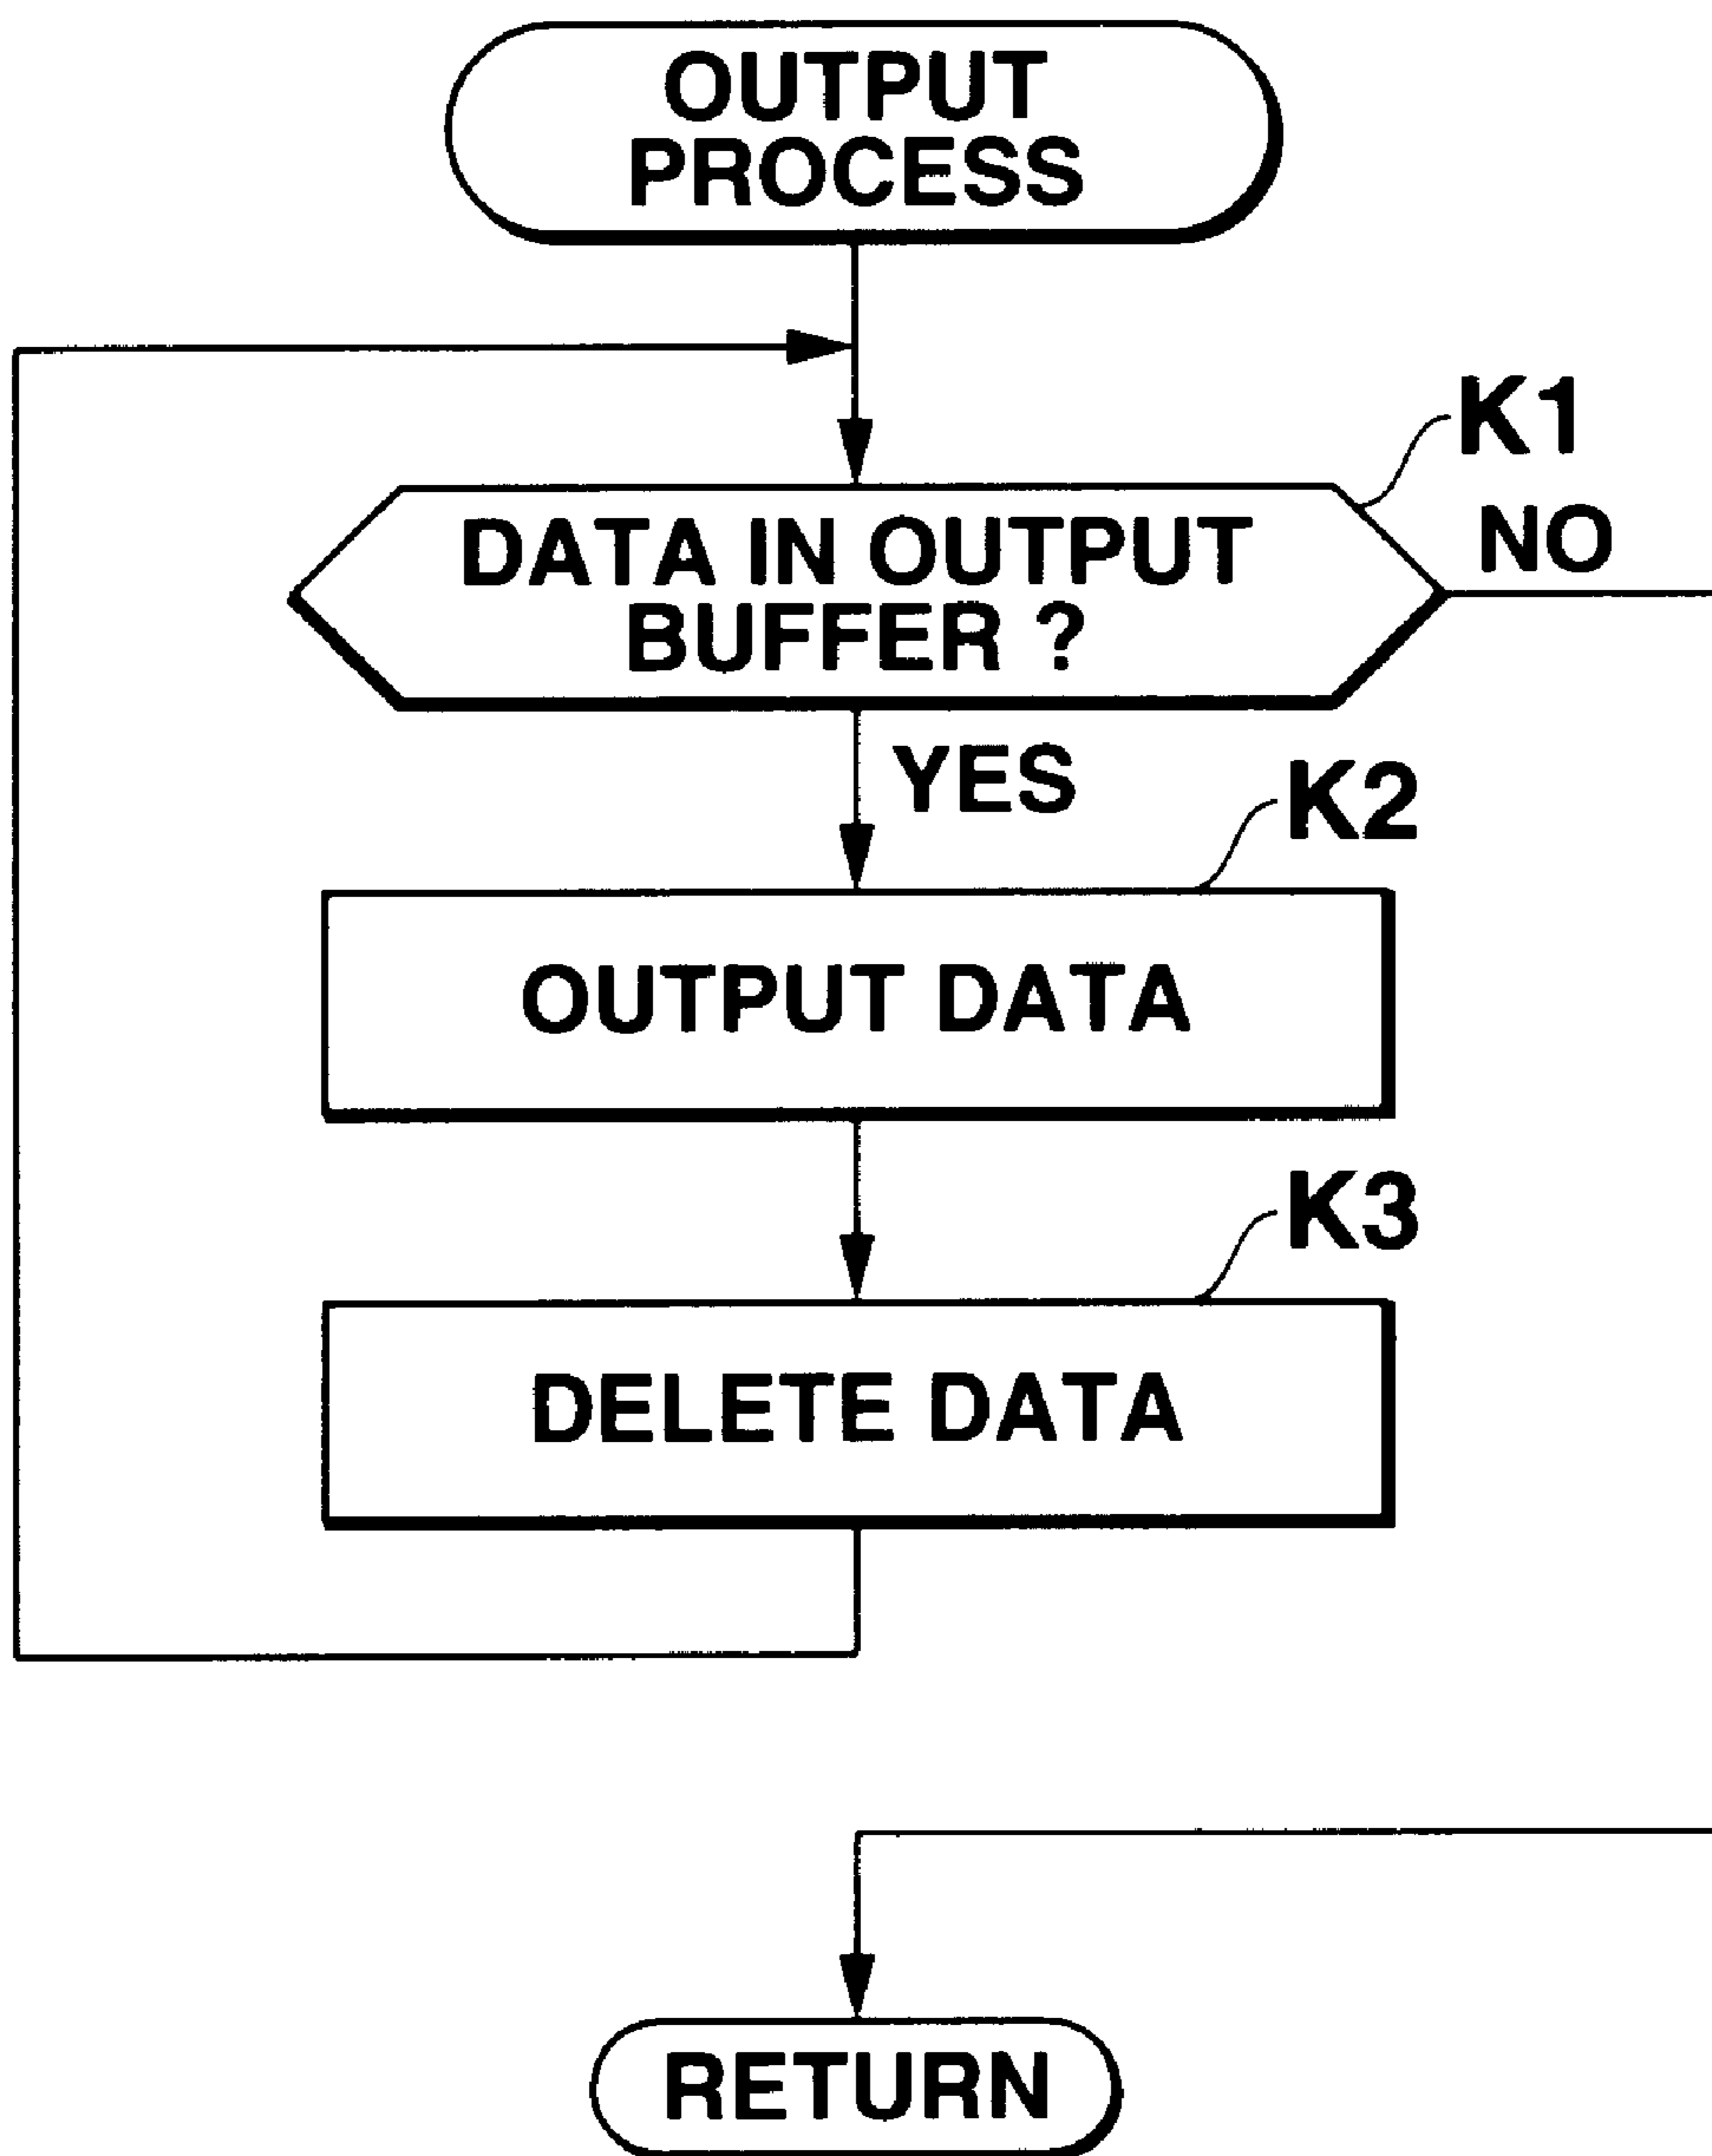 OUTPUT
PROCESS
K1
DATA IN OUTPUT
BUFFER ?
NO
YES
K2
OUTPUT DATA
K3
DELETE DATA
RETURN